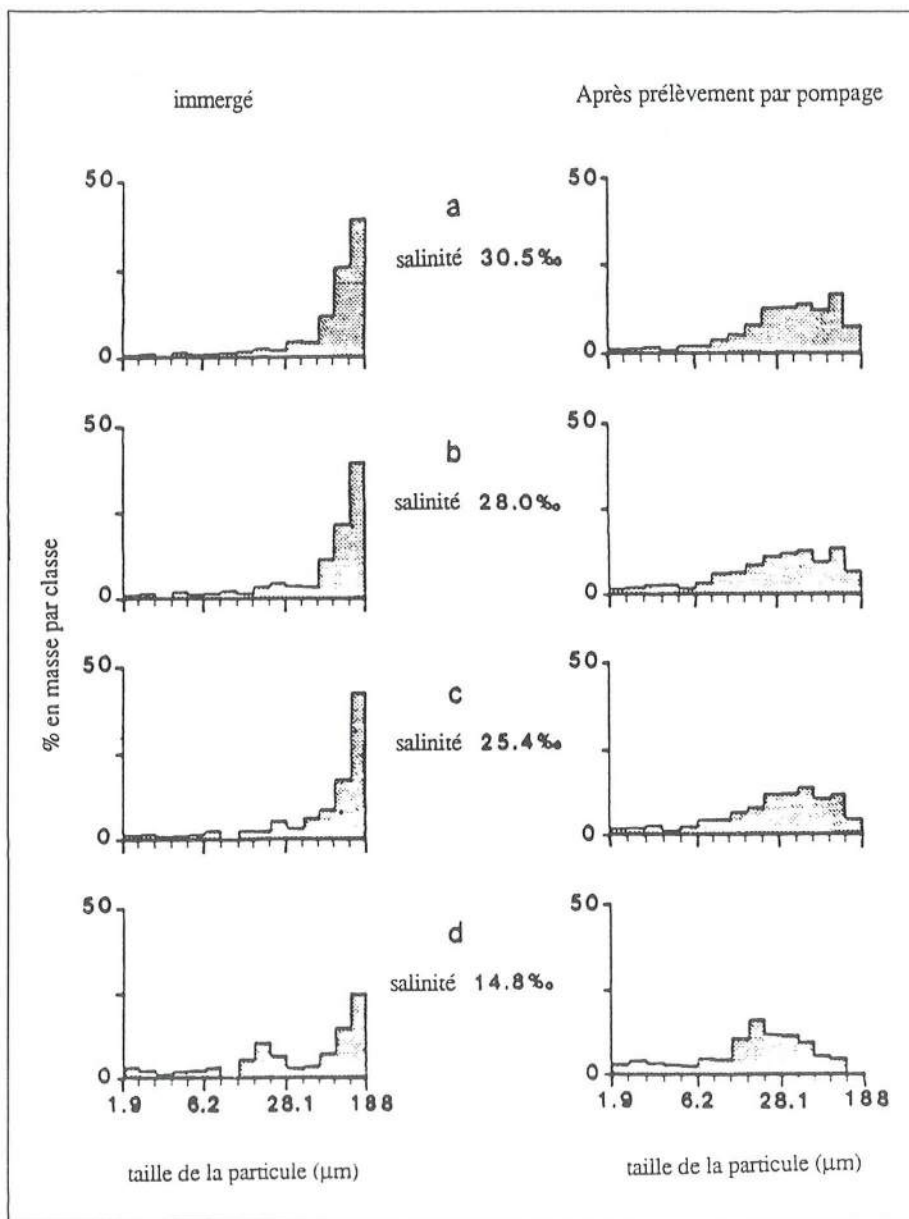 immergé
Après prélèvement par pompage
50
0
a
salinité 30.5‰
50
0
50
0
b
salinité 28.0‰
50
0
% en masse par classe
50
0
c
salinité 25.4‰
50
0
50
0
1.9
6.2
28.1
188
d
salinité 14.8‰
50
0
1.9
6.2
28.1
188
taille de la particule (µm)
taille de la particule (µm)